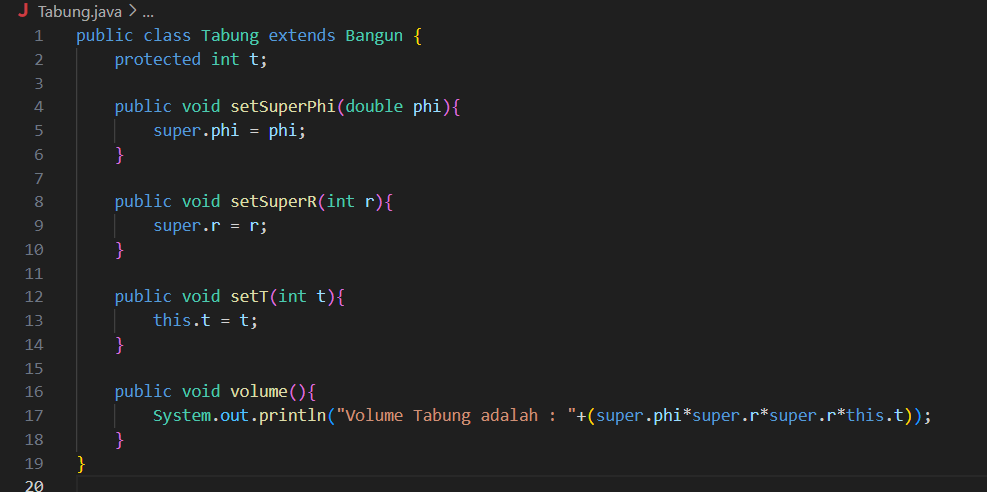 J Tabung.java > ...
1 public class Tabung extends Bangun {
2     protected int t;
3
4     public void setSuperPhi(double phi){
5         super.phi = phi;
6     }
7
8     public void setSuperR(int r){
9         super.r = r;
10     }
11
12     public void setT(int t){
13         this.t = t;
14     }
15
16     public void volume(){
17         System.out.println("Volume Tabung adalah : "+(super.phi*super.r*super.r*this.t));
18     }
19 }
20